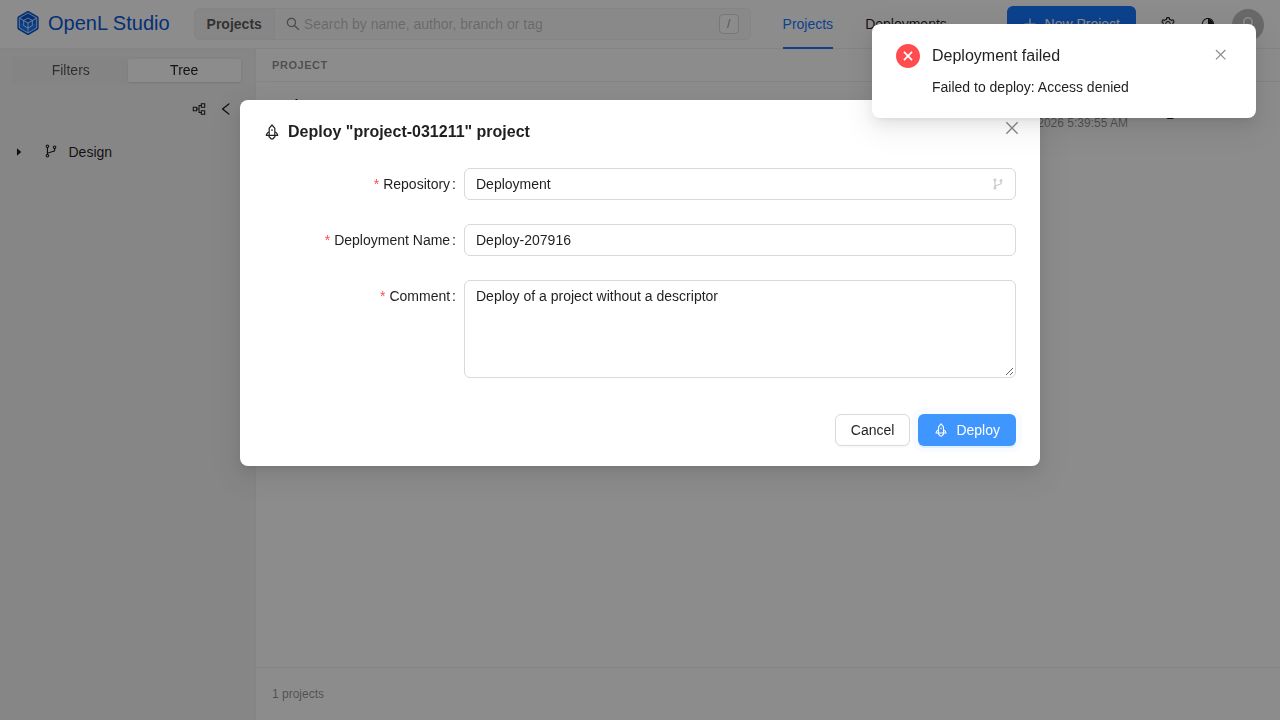 OpenL Studio
Projects
Search by name, author, branch or tag
/
Projects
New Project
Deployment failed
Failed to deploy: Access denied
Filters
Tree
PROJECT
2026 5:39:55 AM
Design
Deploy "project-031211" project
* Repository:
Deployment
* Deployment Name:
Deploy-207916
* Comment:
Deploy of a project without a descriptor
Cancel
Deploy
1 projects